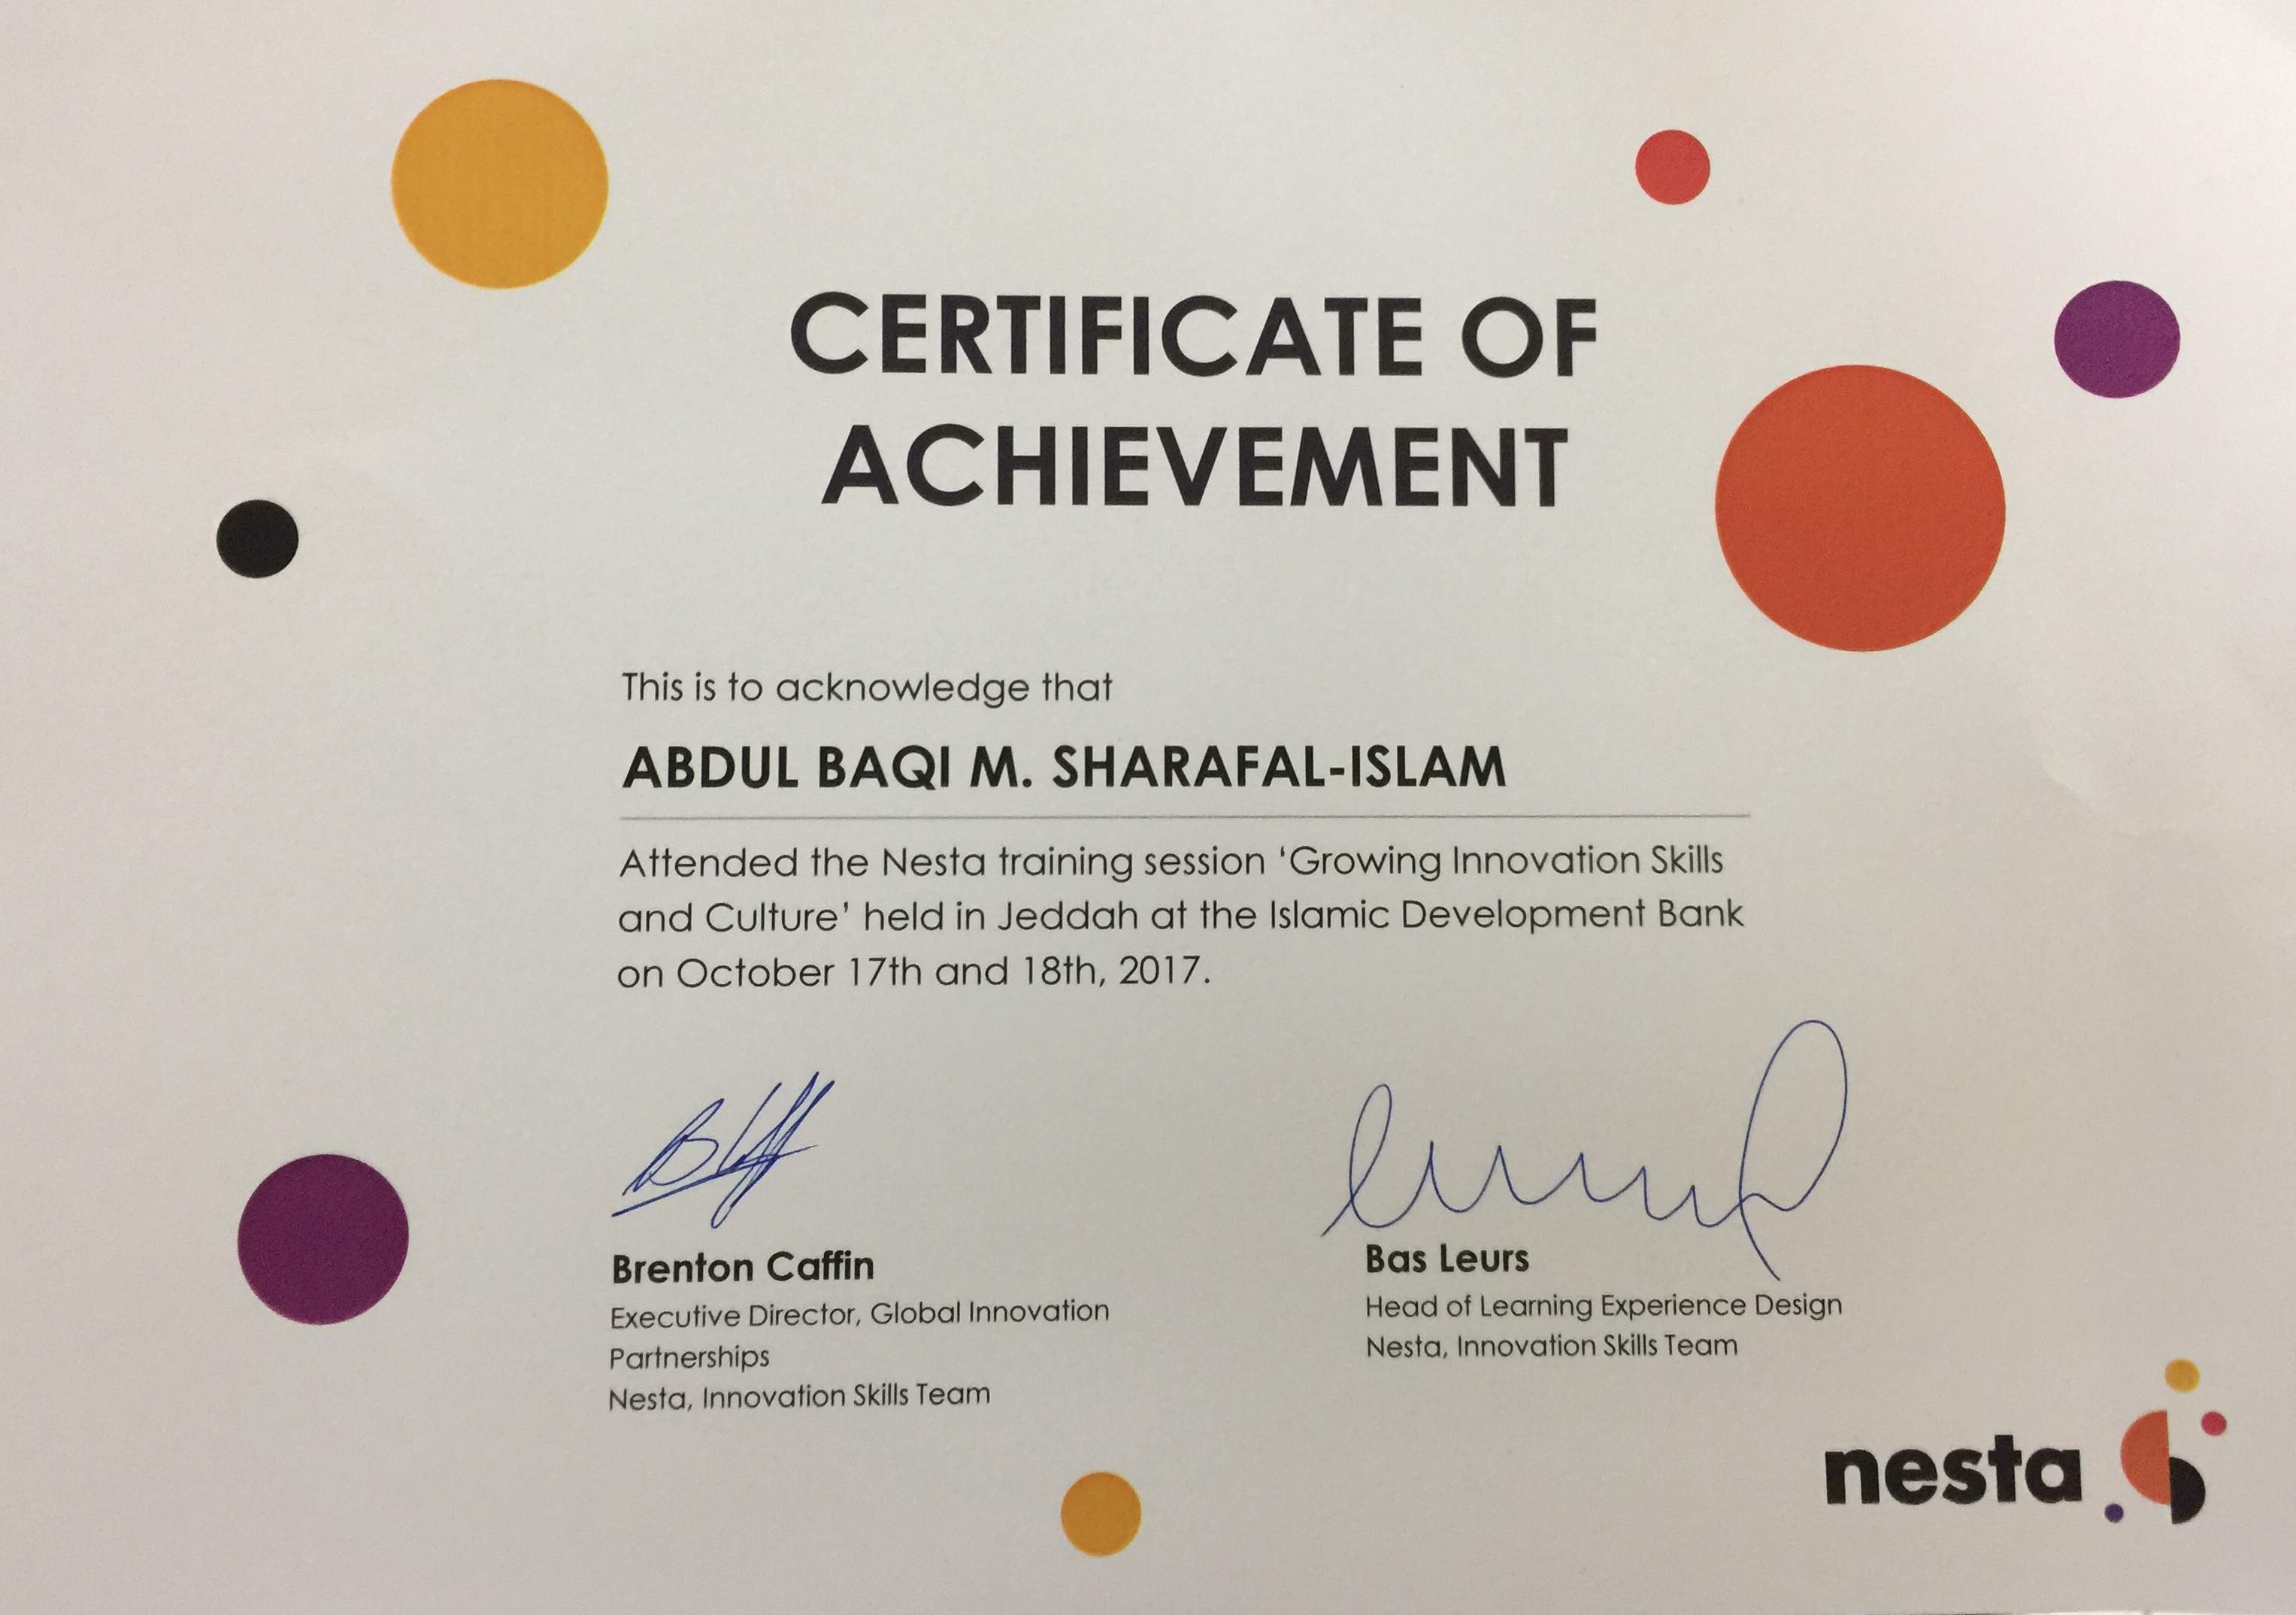 CERTIFICATE OF
ACHIEVEMENT
This is to acknowledge that
ABDUL BAQI M. SHARAFAL-ISLAM
Attended the Nesta training session ‘Growing Innovation Skills
and Culture’ held in Jeddah at the Islamic Development Bank
on October 17th and 18th, 2017.
Brenton Caffin
Executive Director, Global Innovation
Partnerships
Nesta, Innovation Skills Team
Bas Leurs
Head of Learning Experience Design
Nesta, Innovation Skills Team
nesta